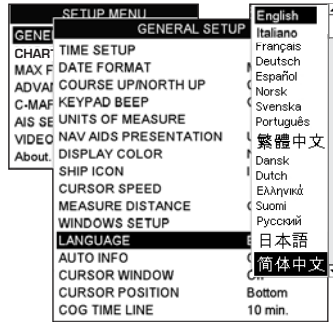 SETUP MENU
GENE
CHAR
MAX F
ADVAN
C-MAF
AIS SE
VIDEO
About.
GENERAL SETUP
TIME SETUP
DATE FORMAT
COURSE UP/NORTH UP
KEYPAD BEEP
UNITS OF MEASURE
NAV AIDS PRESENTATION
DISPLAY COLOR
SHIP ICON
CURSOR SPEED
MEASURE DISTANCE
WINDOWS SETUP
LANGUAGE
AUTO INFO
CURSOR WINDOW
CURSOR POSITION Bottom
COG TIME LINE 10 min.
English
Italiano
Français
Deutsch
Español
Norsk
Svenska
Português
繁體中文
Dansk
Dutch
Ελληνικά
Suomi
Русский
日本語
简体中文